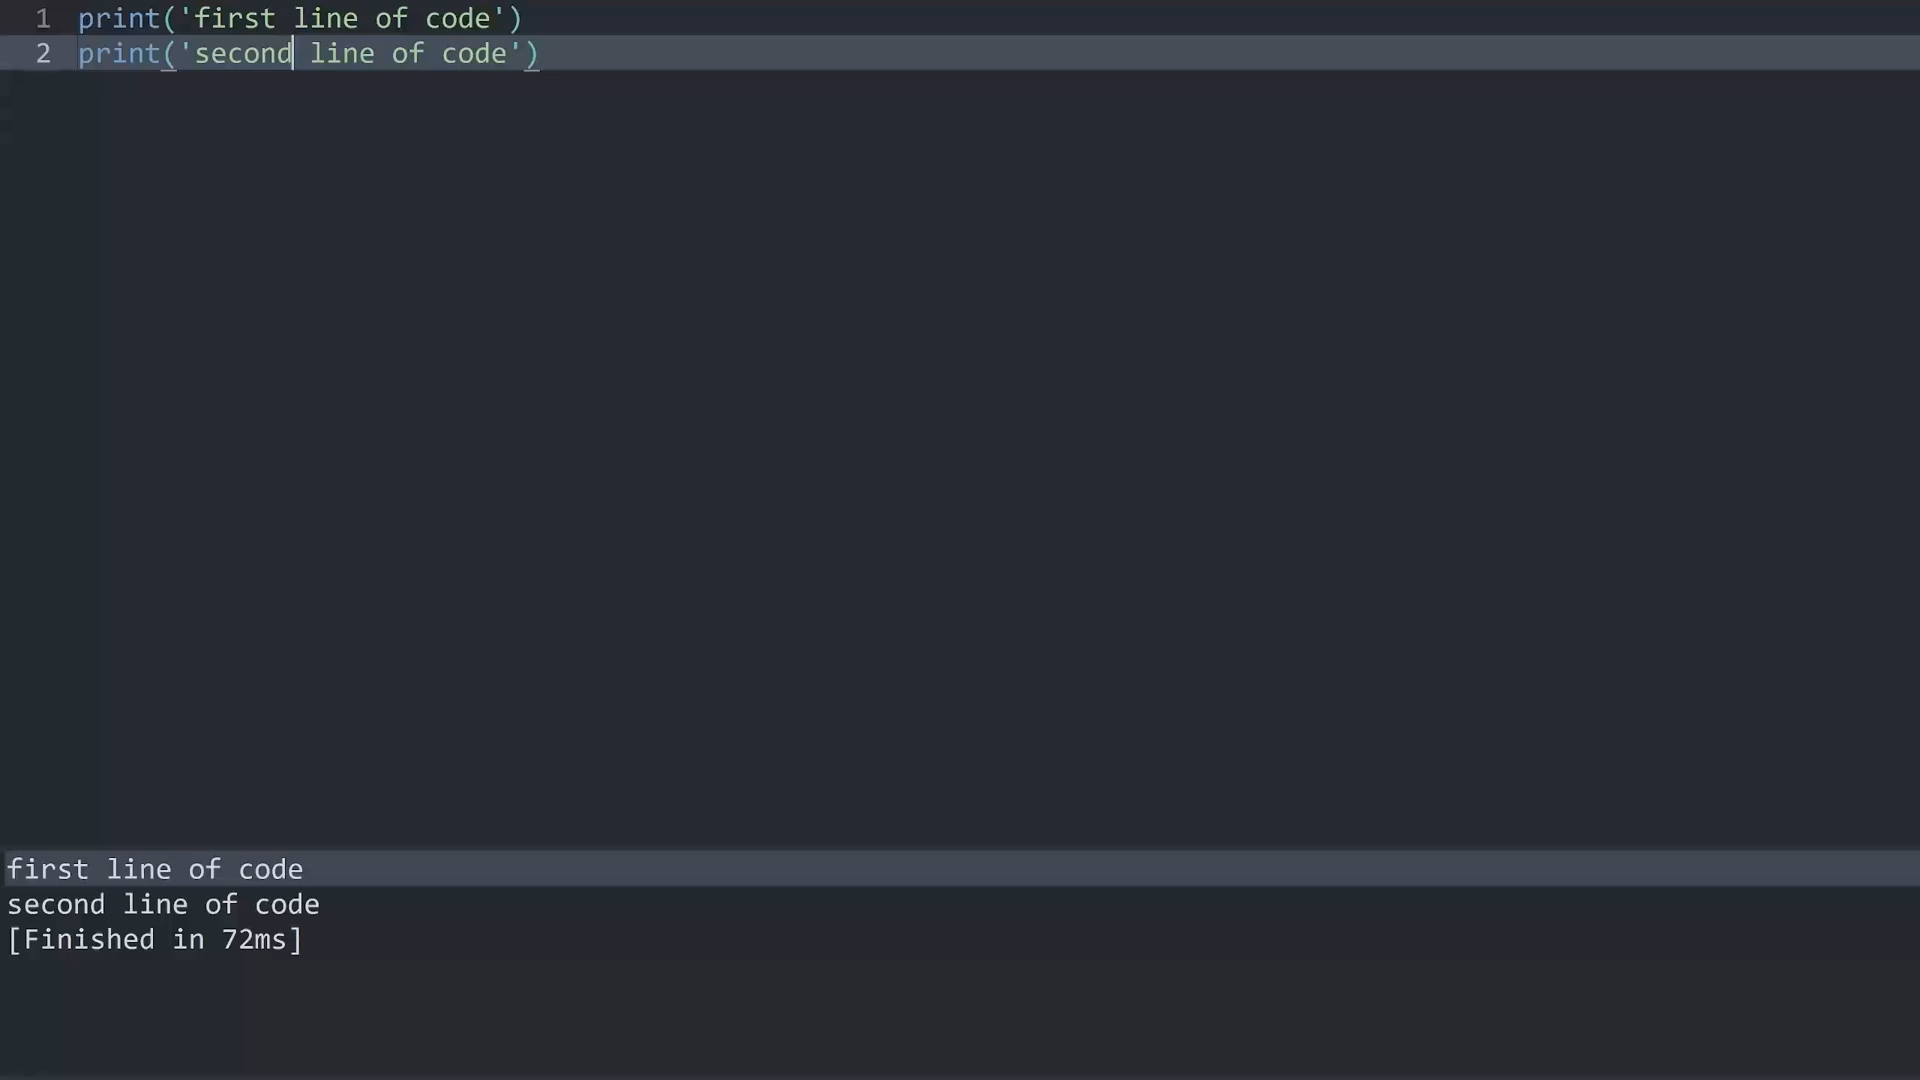 1 print('first line of code')
2 print('second line of code')
first line of code
second line of code
[Finished in 72ms]